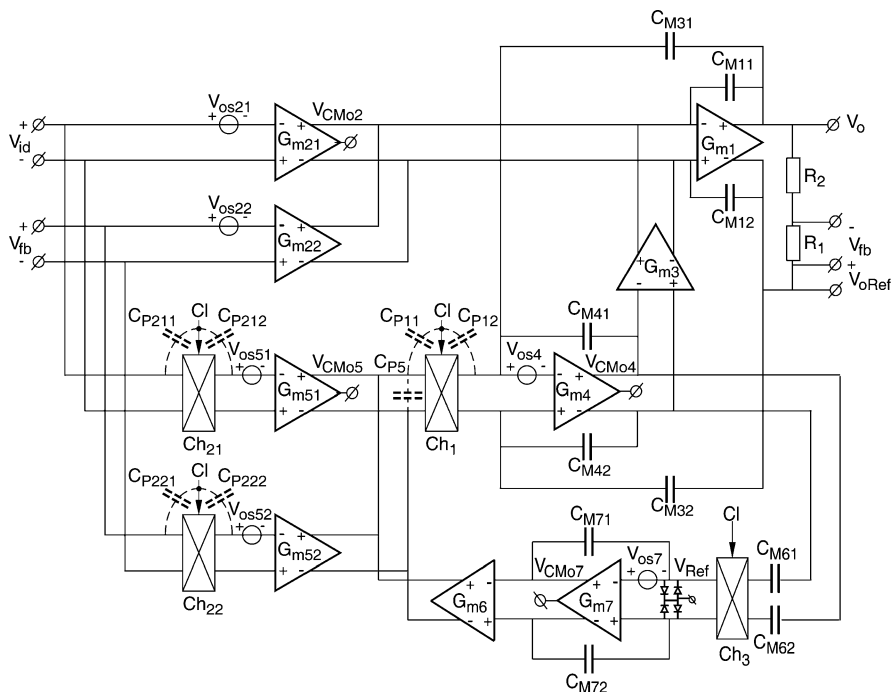 C_M31
C_M11
V_os21
+ -
V_CMo2
+
V_id
-
- +
G_m21
+ -
- +
G_m1
+ -
V_o
R_2
C_M12
V_os22
+ -
+
V_fb
-
- +
G_m22
+ -
-
R_1
V_fb
+
V_oRef
+ -
G_m3
- +
C_P211
Cl
C_P212
C_P11
Cl
C_P12
C_M41
V_os51
+ -
V_CMo5
C_P5
V_os4
+ -
V_CMo4
- +
G_m51
+ -
- +
G_m4
+ -
Ch_21
Ch_1
C_M42
C_P221
Cl
C_P222
C_M32
V_os52
+ -
- +
G_m52
+ -
C_M71
Cl
C_M61
V_CMo7
V_os7
+ -
V_Ref
+ -
G_m6
- +
+ -
G_m7
- +
Ch_22
C_M62
Ch_3
C_M72